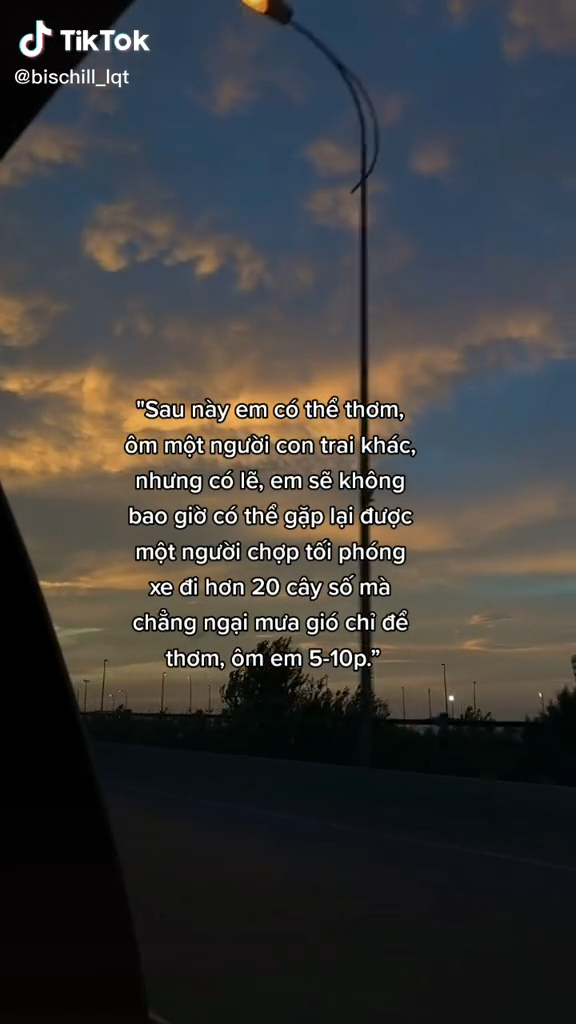 TikTok
@bischill_lqt
"Sau này em có thể thơm,
ôm một người con trai khác,
nhưng có lẽ, em sẽ không
bao giờ có thể gặp lại được
một người chợp tối phóng
xe đi hơn 20 cây số mà
chẳng ngại mưa gió chỉ để
thơm, ôm em 5-10p.”